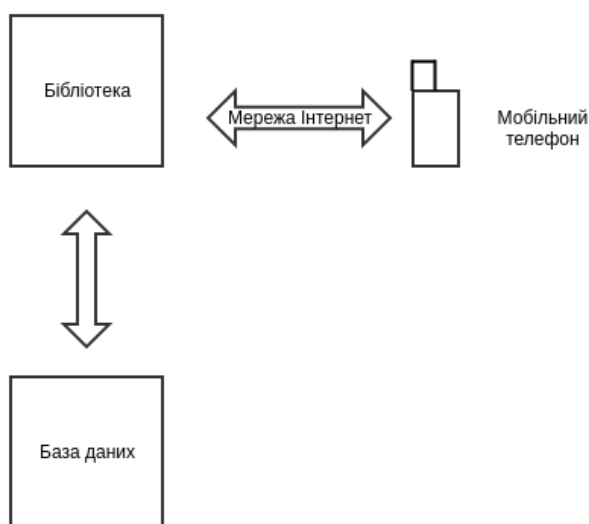 Бібліотека
Мережа Інтернет
Мобільний
телефон
База даних